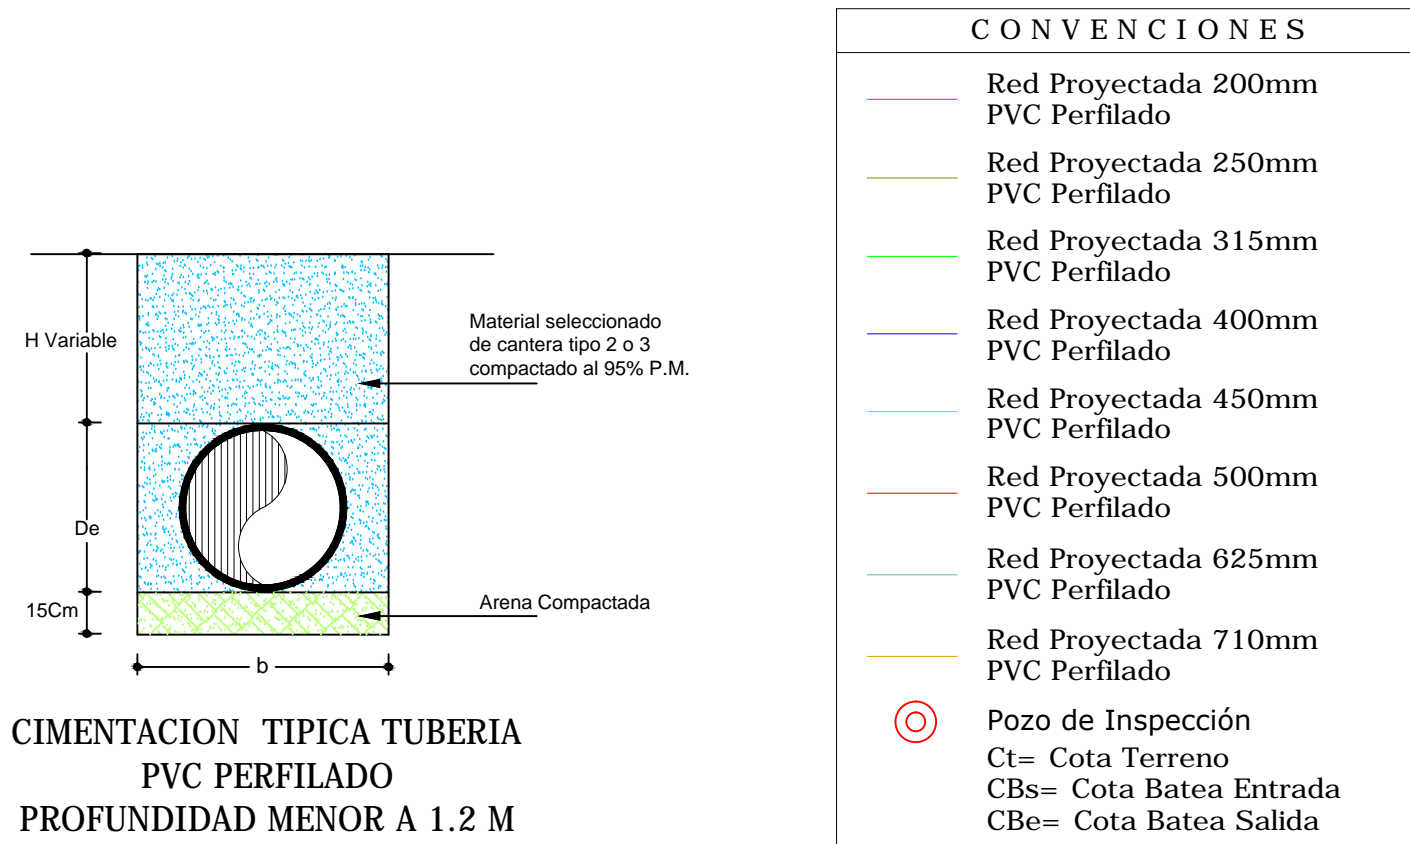 H Variable
De
15Cm
b
Material seleccionado
de cantera tipo 2 o 3
compactado al 95% P.M.
Arena Compactada
CIMENTACION TIPICA TUBERIA
PVC PERFILADO
PROFUNDIDAD MENOR A 1.2 M
CONVENCIONES
Red Proyectada 200mm
PVC Perfilado
Red Proyectada 250mm
PVC Perfilado
Red Proyectada 315mm
PVC Perfilado
Red Proyectada 400mm
PVC Perfilado
Red Proyectada 450mm
PVC Perfilado
Red Proyectada 500mm
PVC Perfilado
Red Proyectada 625mm
PVC Perfilado
Red Proyectada 710mm
PVC Perfilado
Pozo de Inspección
Ct= Cota Terreno
CBs= Cota Batea Entrada
CBe= Cota Batea Salida